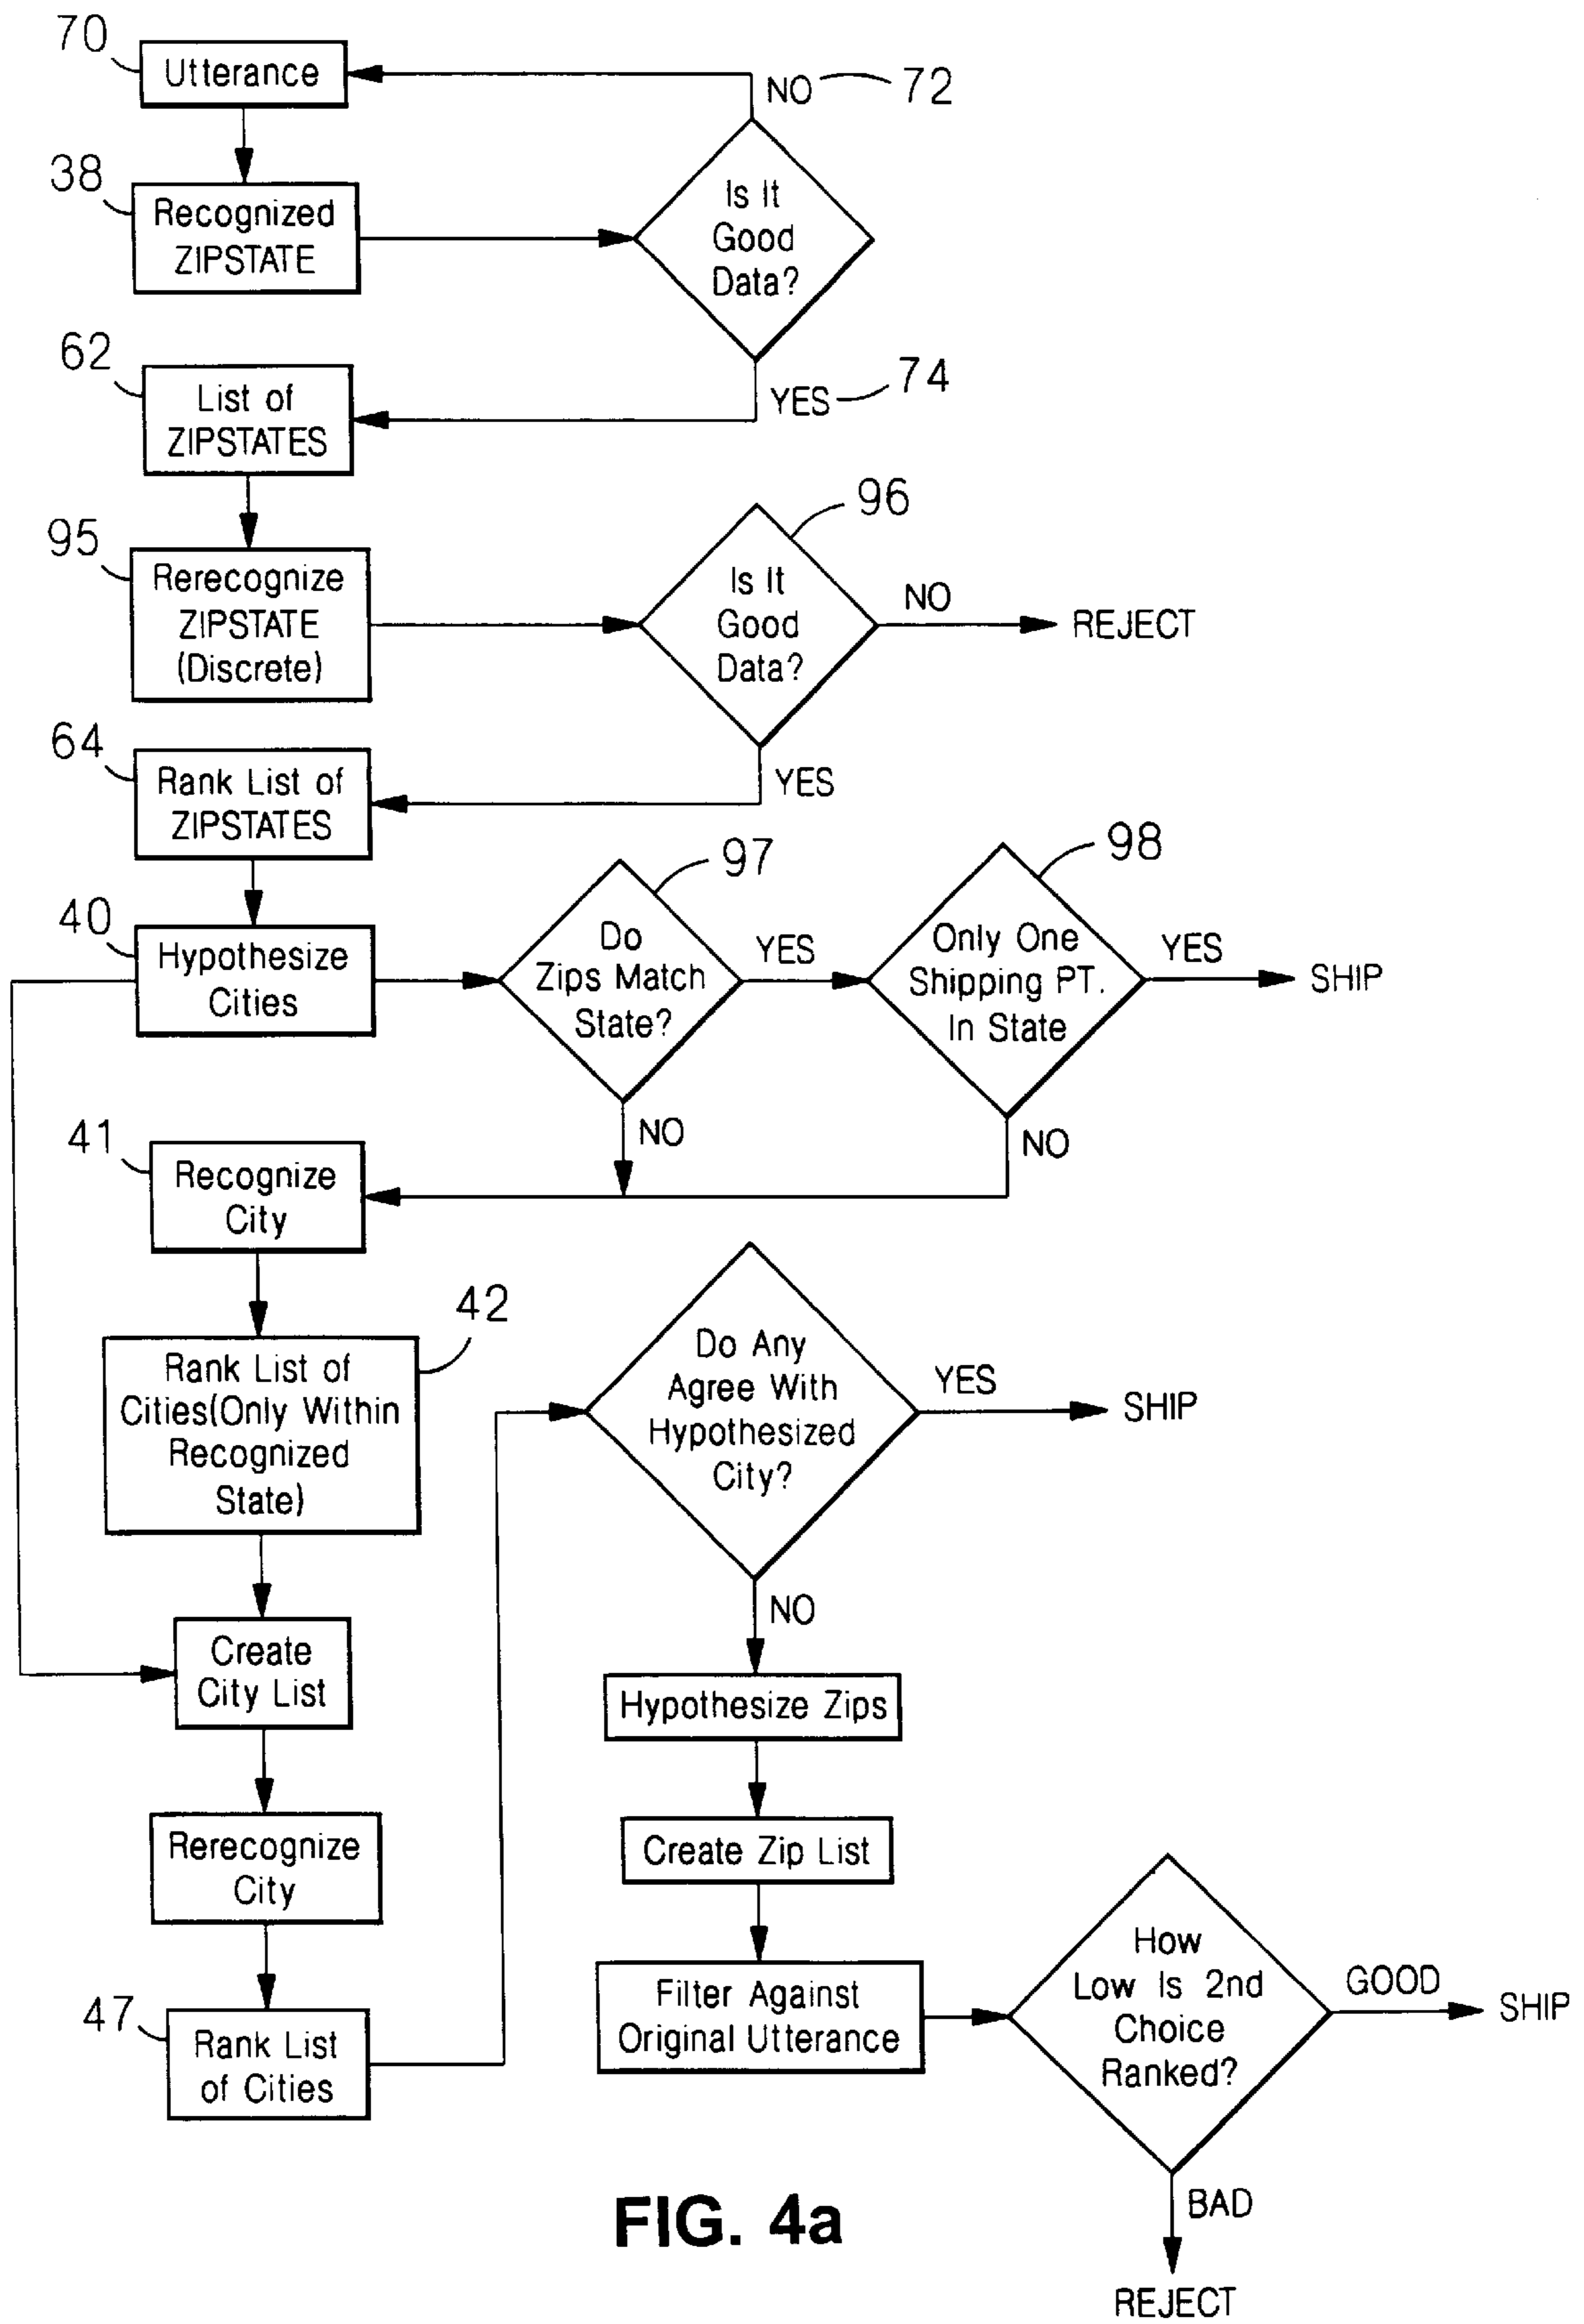 70
Utterance
NO
72
38
Recognized
ZIPSTATE
Is It
Good
Data?
62
List of
ZIPSTATES
YES
74
95
Rerecognize
ZIPSTATE
(Discrete)
96
Is It
Good
Data?
NO
REJECT
64
Rank List of
ZIPSTATES
YES
40
Hypothesize
Cities
97
Do
Zips Match
State?
YES
98
Only One
Shipping PT.
In State
YES
SHIP
NO
NO
41
Recognize
City
42
Rank List of
Cities(Only Within
Recognized
State)
Do Any
Agree With
Hypothesized
City?
YES
SHIP
NO
Create
City List
Hypothesize Zips
Rerecognize
City
Create Zip List
47
Rank List
of Cities
Filter Against
Original Utterance
How
Low Is 2nd
Choice
Ranked?
GOOD
SHIP
BAD
REJECT
FIG. 4a